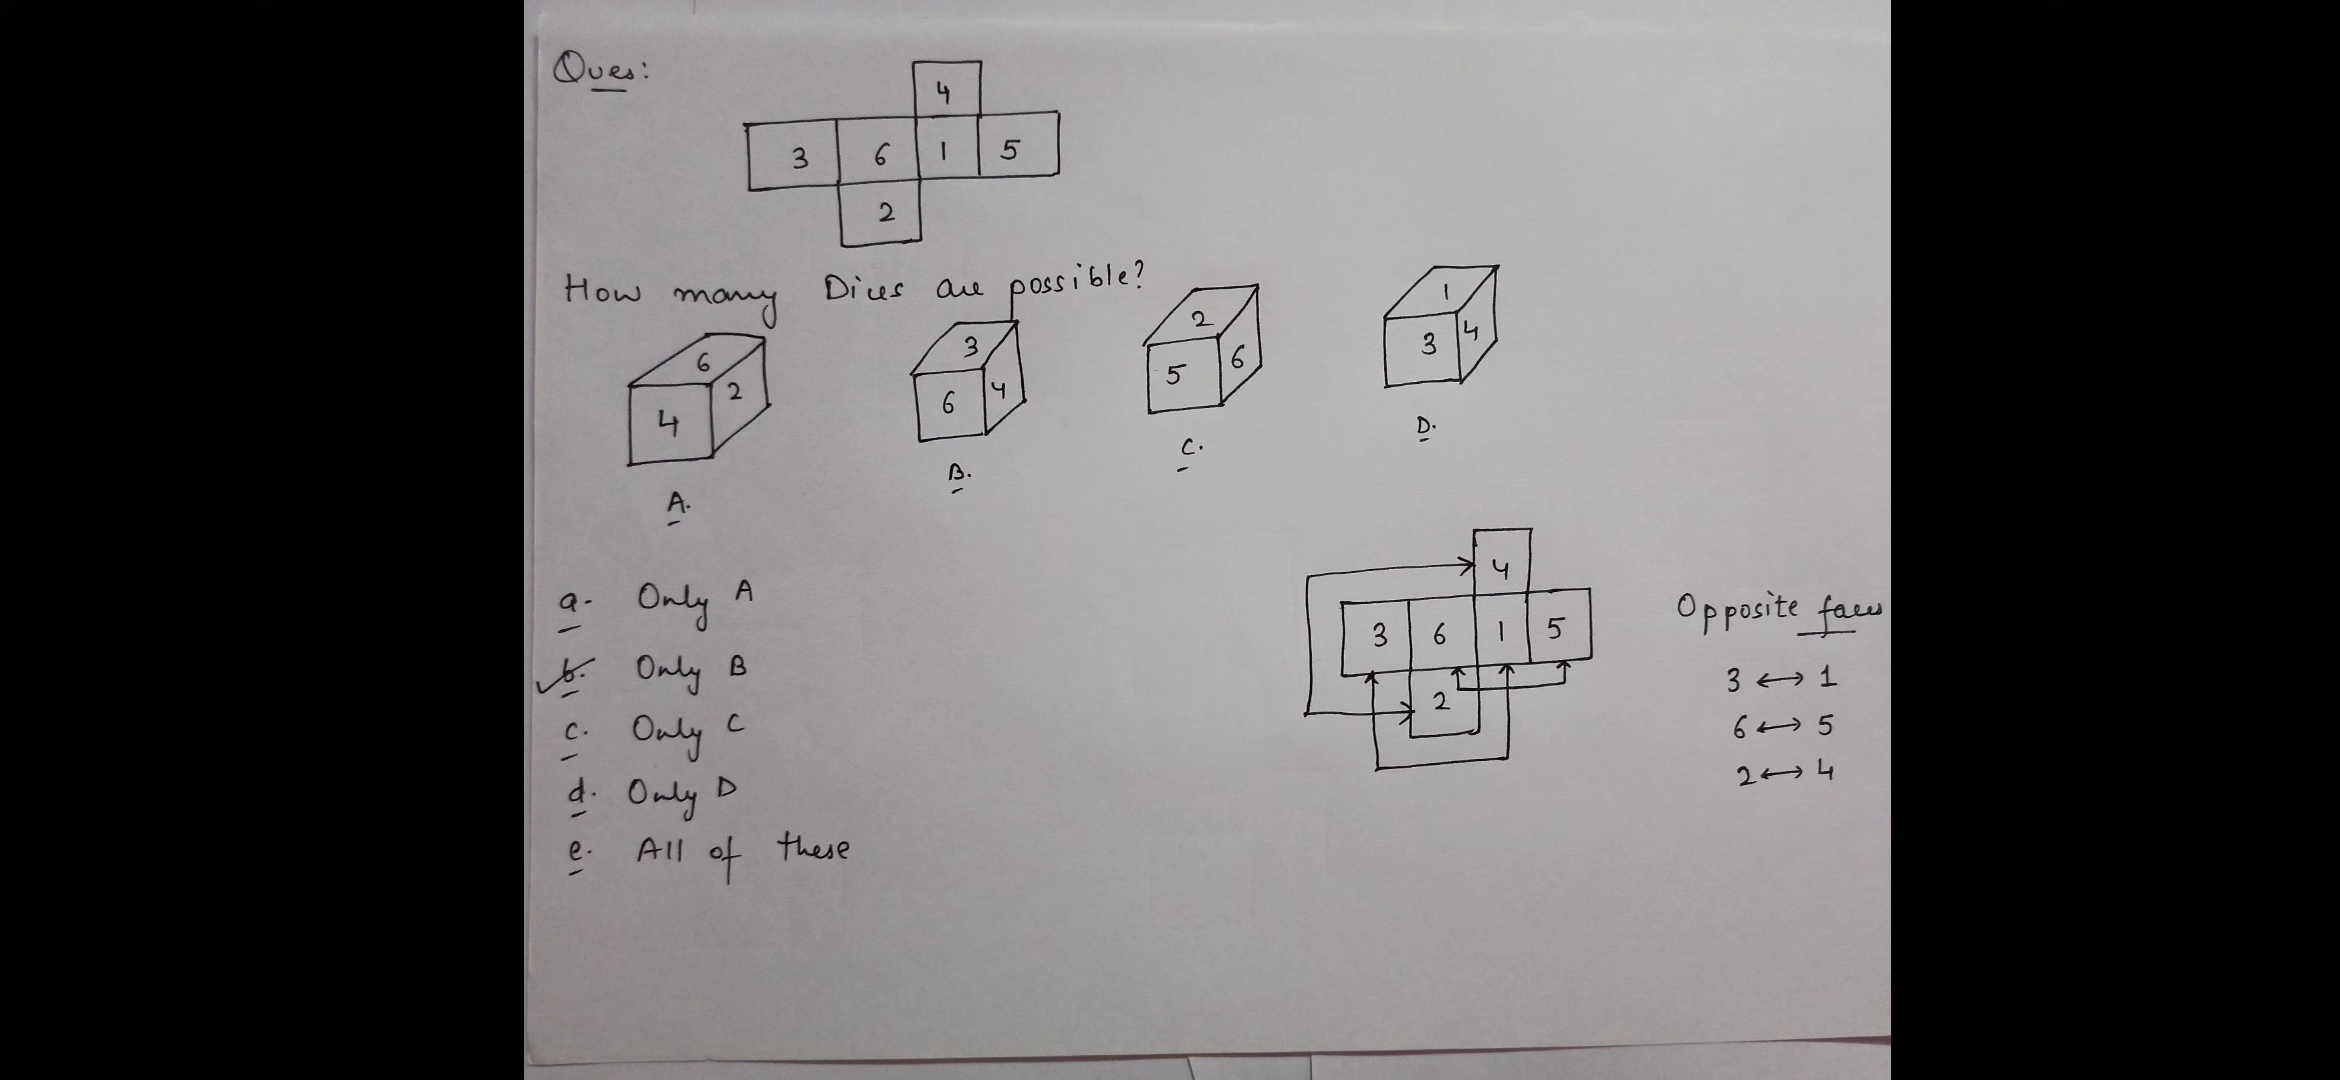 Ques:
4
3 6 1 5
2
How many Dices are possible?
6
4 2
A.
3
6 4
B.
2
5 6
C.
1
3 4
D.
a. Only A
b. Only B
c. Only C
d. Only D
e. All of these
4
3 6 1 5
2
Opposite faces
3 ↔ 1
6 ↔ 5
2 ↔ 4